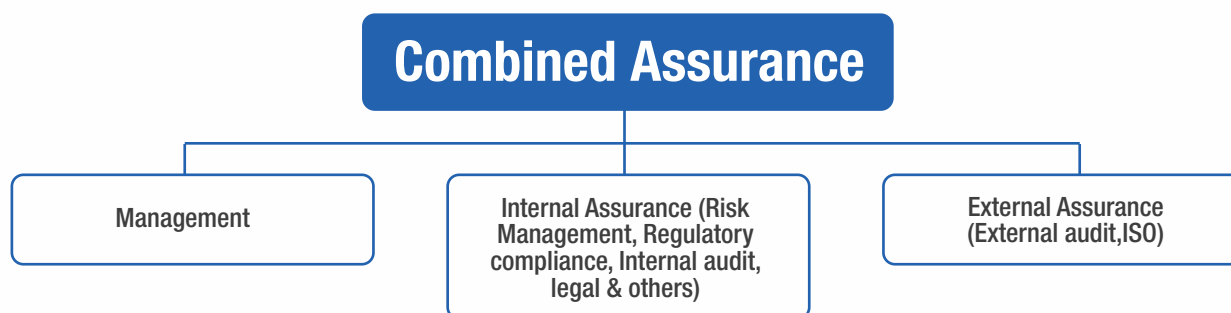 Combined Assurance
Management
Internal Assurance (Risk
Management, Regulatory
compliance, Internal audit,
legal & others)
External Assurance
(External audit,ISO)